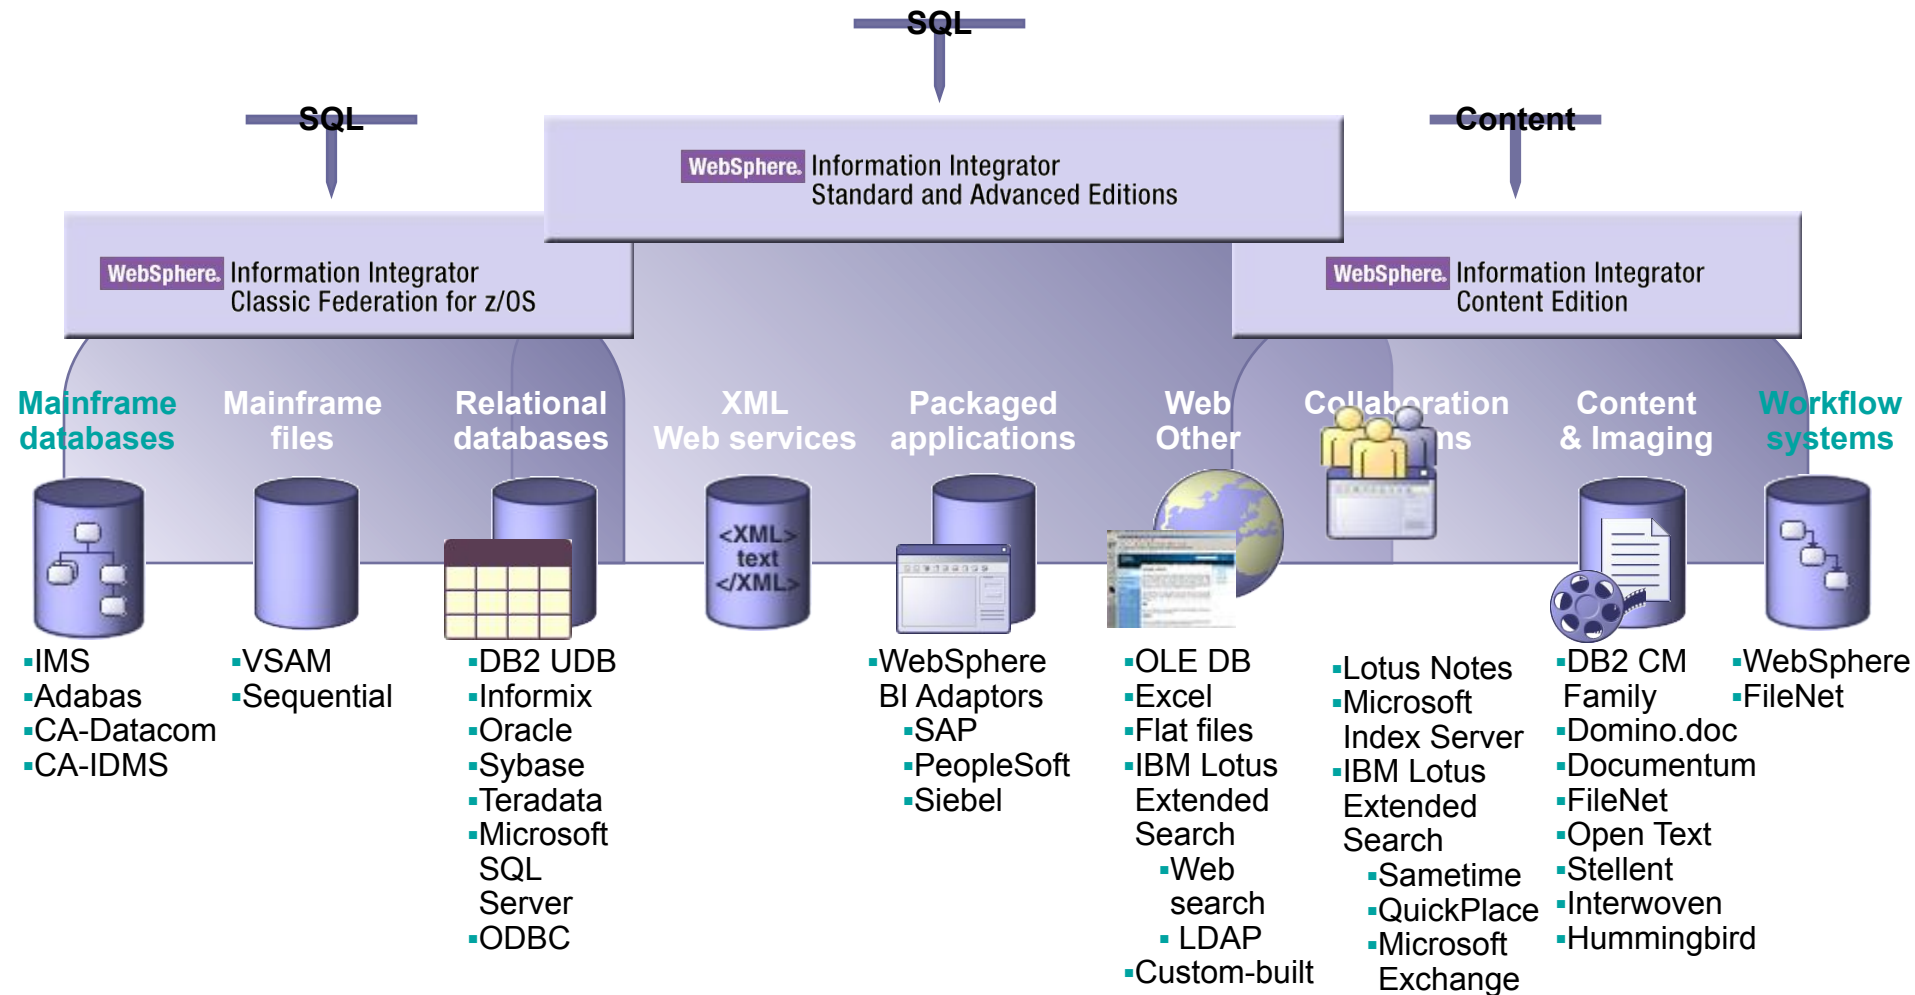 SQL
SQL
Content
WebSphere. Information Integrator
Standard and Advanced Editions
WebSphere. Information Integrator
Classic Federation for z/OS
WebSphere. Information Integrator
Content Edition
Mainframe
databases
▪IMS
▪Adabas
▪CA-Datacom
▪CA-IDMS
Mainframe
files
▪VSAM
▪Sequential
Relational
databases
▪DB2 UDB
▪Informix
▪Oracle
▪Sybase
▪Teradata
▪Microsoft
SQL
Server
▪ODBC
XML
Web services
<XML>
text
</XML>
Packaged
applications
▪WebSphere
BI Adaptors
▪SAP
▪PeopleSoft
▪Siebel
Web
Other
▪OLE DB
▪Excel
▪Flat files
▪IBM Lotus
Extended
Search
▪Web
search
▪ LDAP
▪Custom-built
Collaboration
▪Lotus Notes
▪Microsoft
Index Server
▪IBM Lotus
Extended
Search
▪Sametime
▪QuickPlace
▪Microsoft
Exchange
Content
& Imaging
▪DB2 CM
Family
▪Domino.doc
▪Documentum
▪FileNet
▪Open Text
▪Stellent
▪Interwoven
▪Hummingbird
Workflow
systems
▪WebSphere
▪FileNet